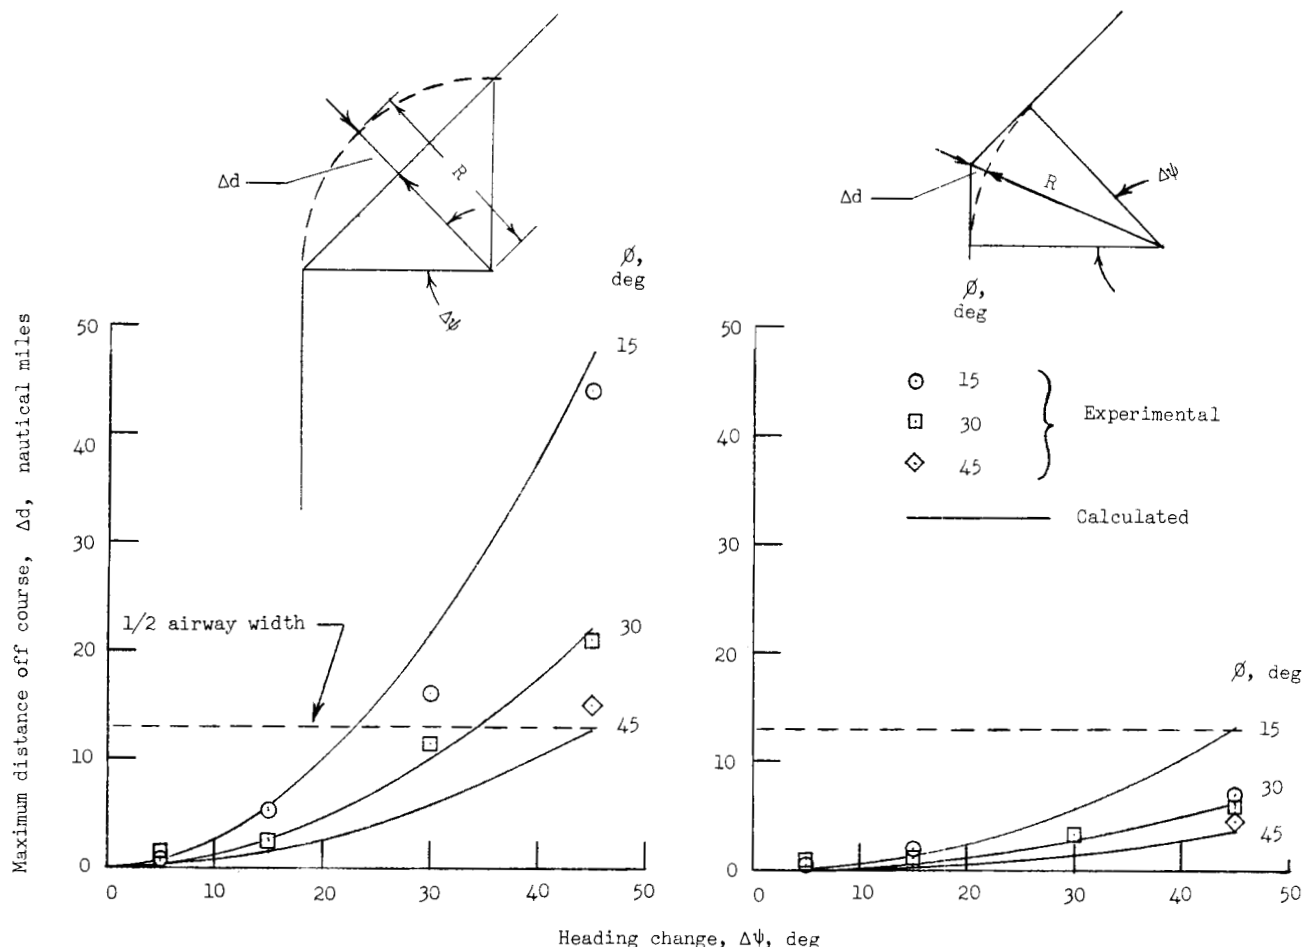 Δd
R
Δψ
Ø,
deg
Maximum distance off course, Δd, nautical miles
50
40
30
20
10
0
15
30
45
1/2 airway width
0 10 20 30 40 50
Δd
R
Δψ
Ø,
deg
15
30
45
Experimental
Calculated
50
40
30
20
10
0
Ø, deg
15
30
45
0 10 20 30 40 50
Heading change, Δψ, deg